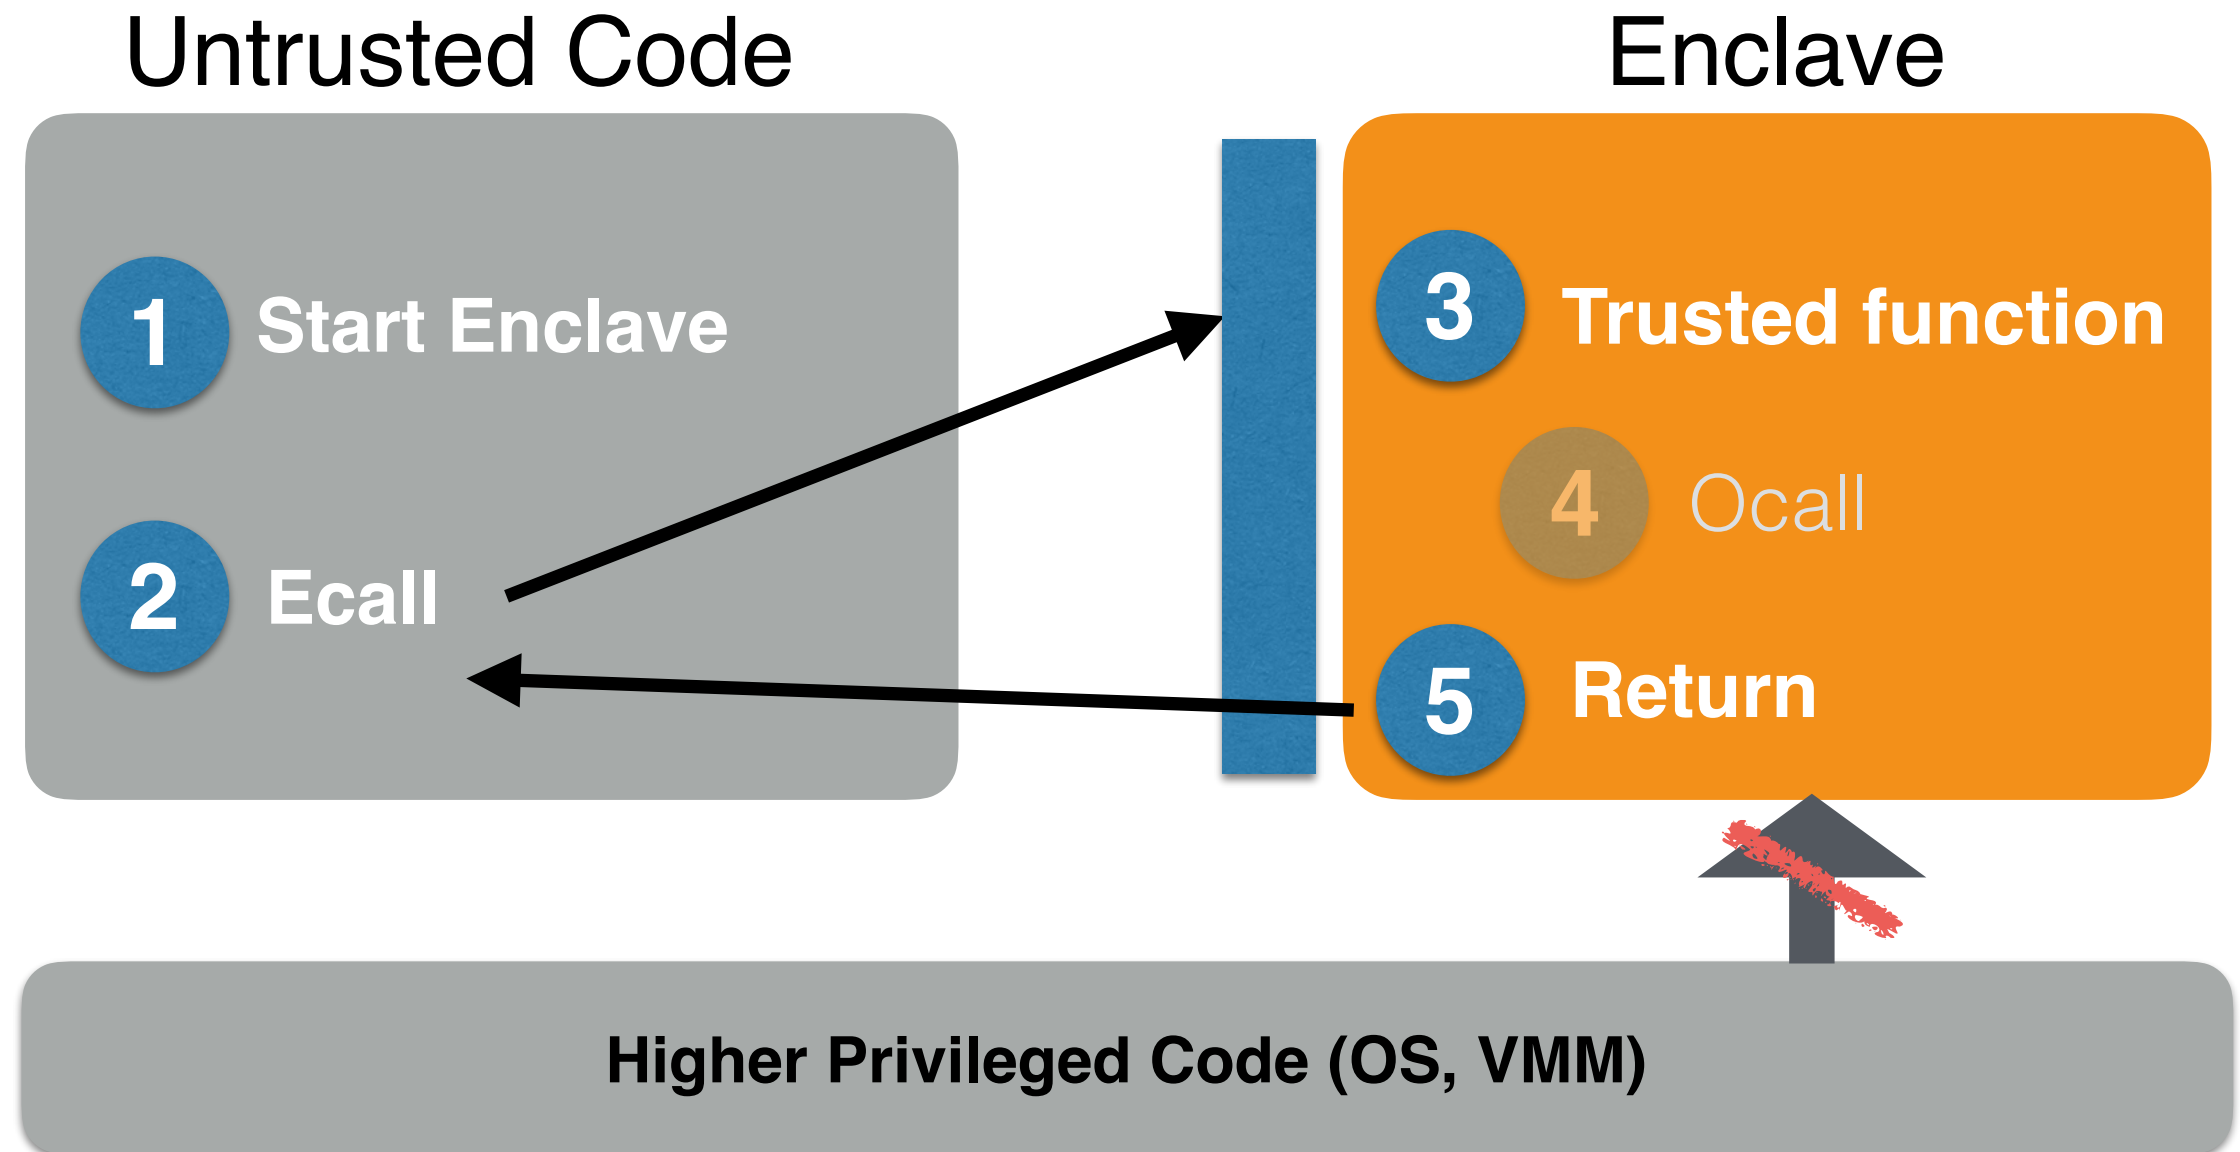 Untrusted Code
Enclave
1 Start Enclave
2 Ecall
3 Trusted function
4 Ocall
5 Return
Higher Privileged Code (OS, VMM)